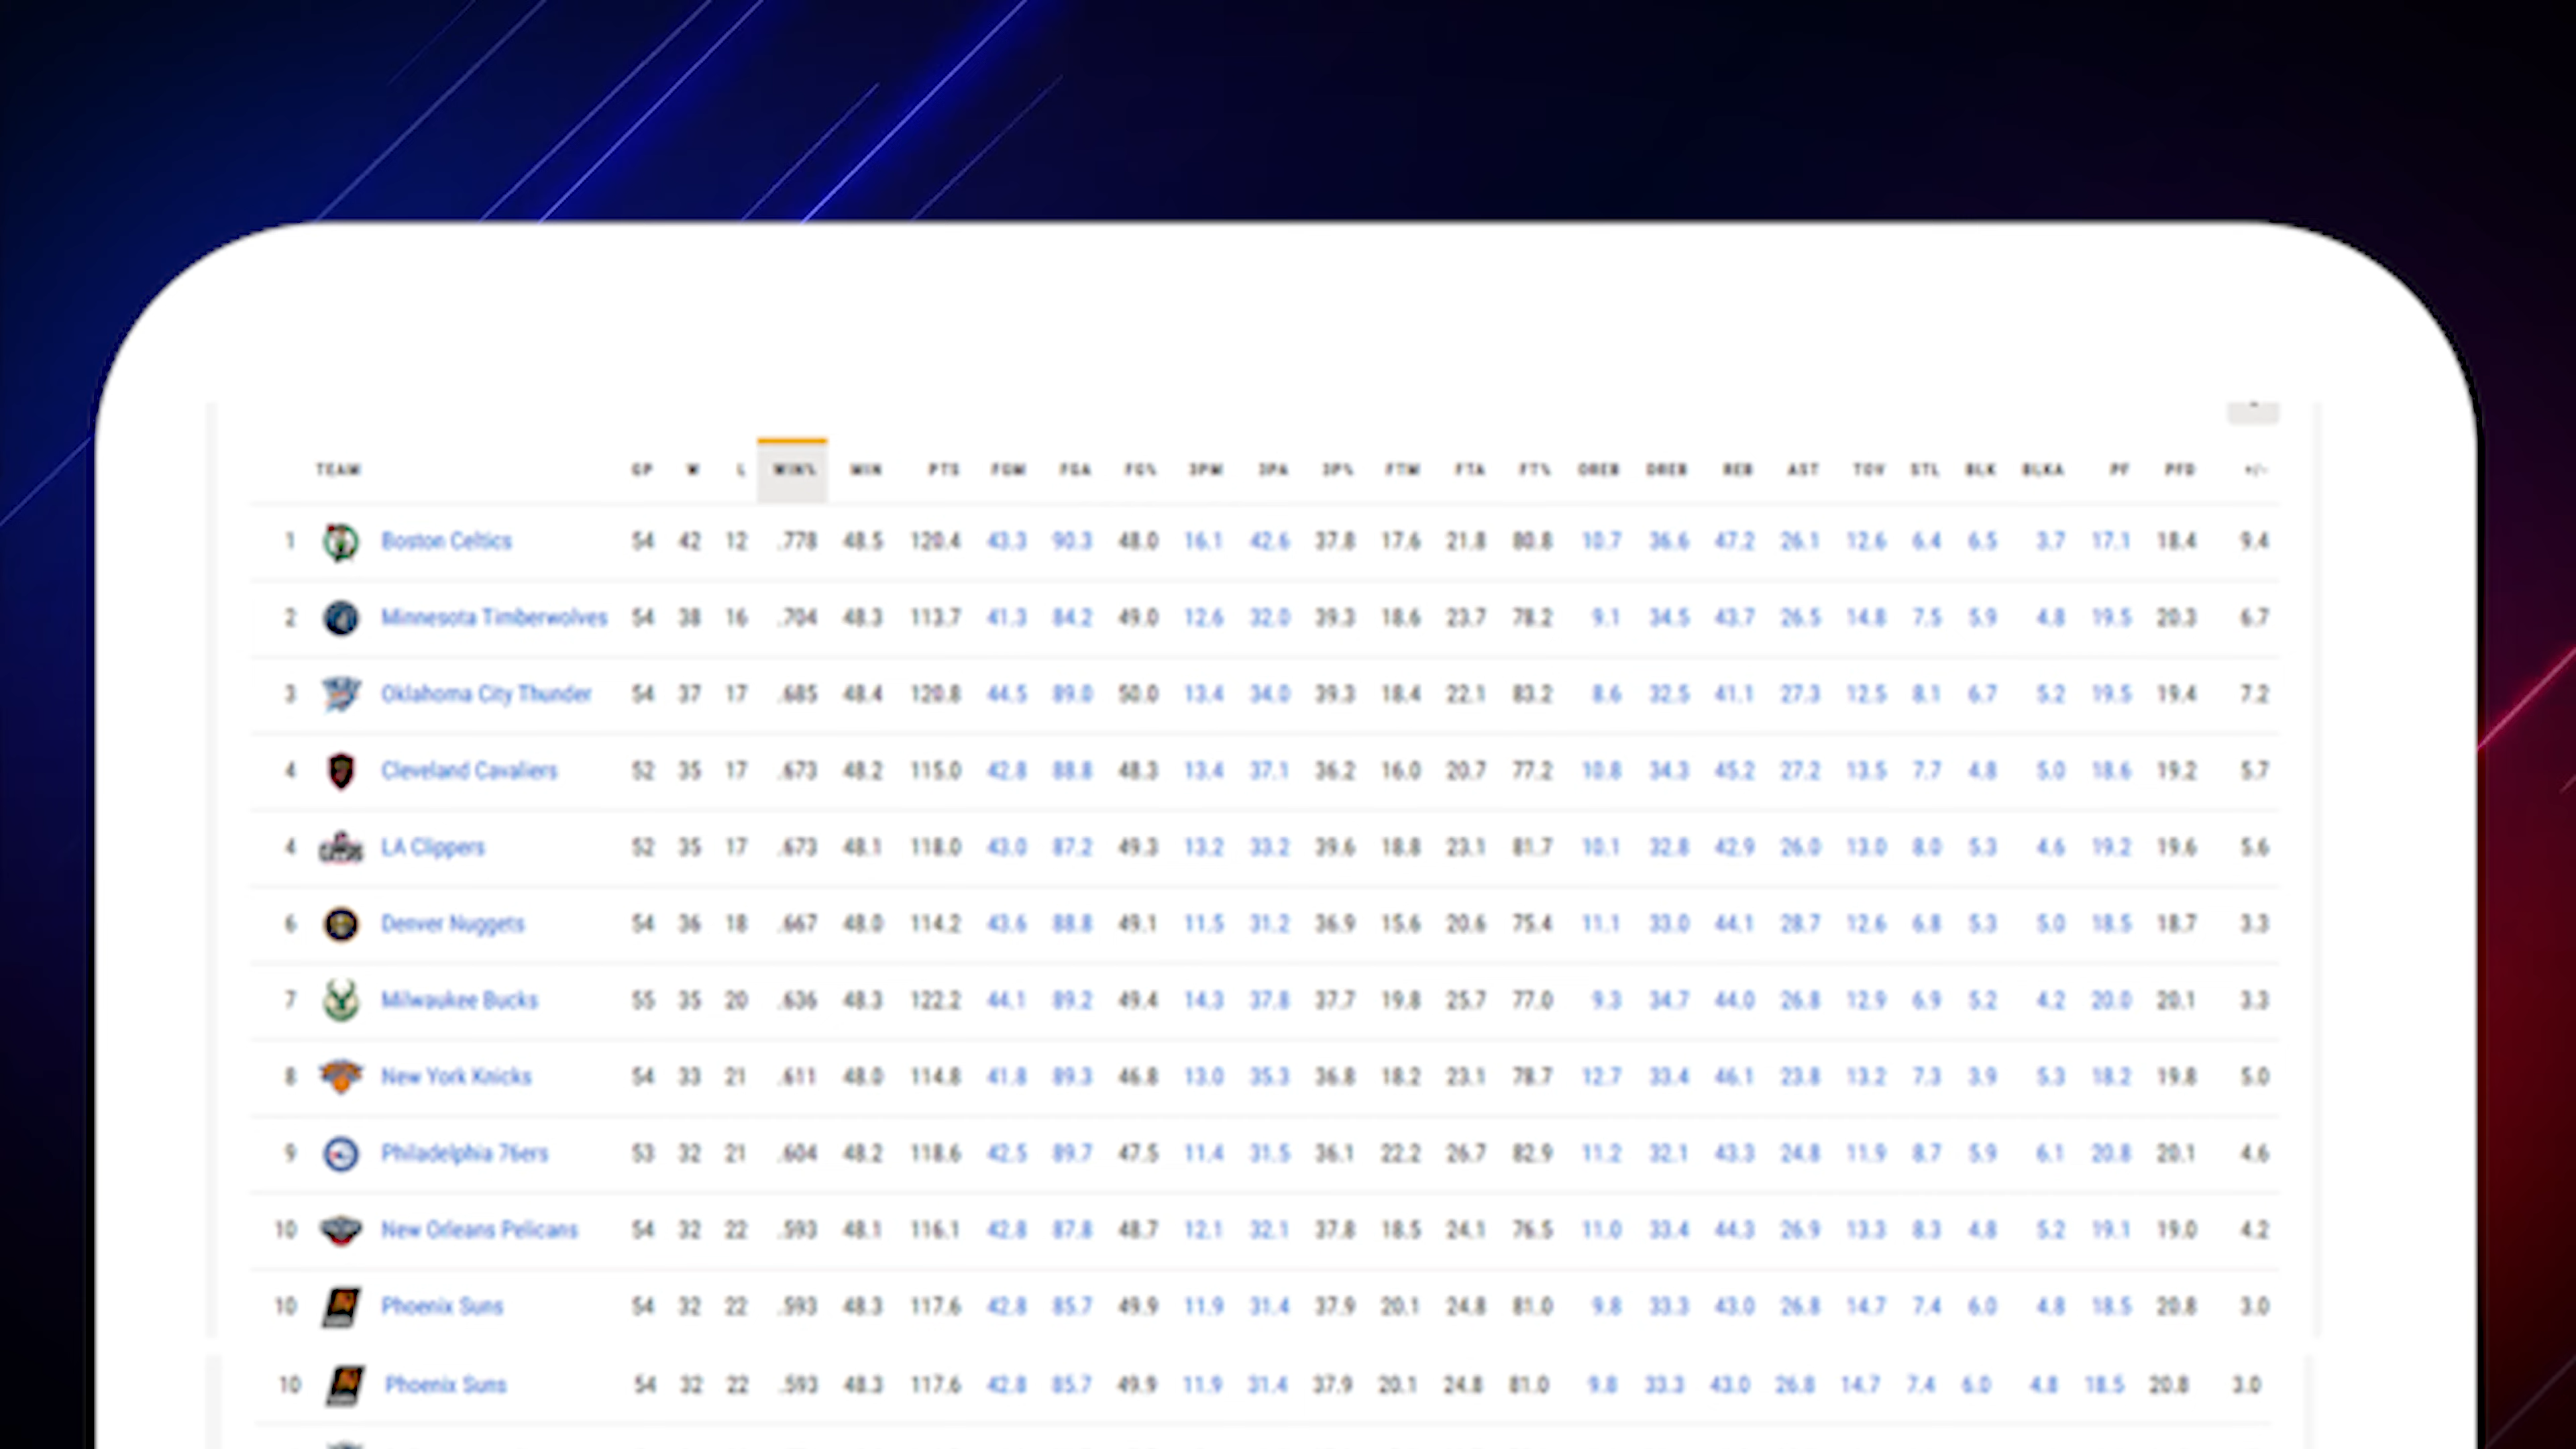 TEAM GP W L WIN% MIN PTS FGM FGA FG% 3PM 3PA 3P% FTM FTA FT% OREB DREB REB AST TOV STL BLK BLKA PF PFD +/-
1 Boston Celtics 54 42 12 .778 48.5 120.4 43.3 90.3 48.0 16.1 42.6 37.8 17.6 21.8 80.8 10.7 36.6 47.2 26.1 12.6 6.4 6.5 3.7 17.1 18.4 9.4
2 Minnesota Timberwolves 54 38 16 .704 48.3 113.7 41.3 84.2 49.0 12.6 32.0 39.3 18.6 23.7 78.2 9.1 34.5 43.7 26.5 14.8 7.5 5.9 4.8 19.5 20.3 6.7
3 Oklahoma City Thunder 54 37 17 .685 48.4 120.8 44.5 89.0 50.0 13.4 34.0 39.3 18.4 22.1 83.2 8.6 32.5 41.1 27.3 12.5 8.1 6.7 5.2 19.5 19.4 7.2
4 Cleveland Cavaliers 52 35 17 .673 48.2 115.0 42.8 88.8 48.3 13.4 37.1 36.2 16.0 20.7 77.2 10.8 34.3 45.2 27.2 13.5 7.7 4.8 5.0 18.6 19.2 5.7
4 LA Clippers 52 35 17 .673 48.1 118.0 43.0 87.2 49.3 13.2 33.2 39.6 18.8 23.1 81.7 10.1 32.8 42.9 26.0 13.0 8.0 5.3 4.6 19.2 19.6 5.6
6 Denver Nuggets 54 36 18 .667 48.0 114.2 43.6 88.8 49.1 11.5 31.2 36.9 15.6 20.6 75.4 11.1 33.0 44.1 28.7 12.6 6.8 5.3 5.0 18.5 18.7 3.3
7 Milwaukee Bucks 55 35 20 .636 48.3 122.2 44.1 89.2 49.4 14.3 37.8 37.7 19.8 25.7 77.0 9.3 34.7 44.0 26.8 12.9 6.9 5.2 4.2 20.0 20.1 3.3
8 New York Knicks 54 33 21 .611 48.0 114.8 41.8 89.3 46.8 13.0 35.3 36.8 18.2 23.1 78.7 12.7 33.4 46.1 23.8 13.2 7.3 3.9 5.3 18.2 19.8 5.0
9 Philadelphia 76ers 53 32 21 .604 48.2 118.6 42.5 89.7 47.5 11.4 31.5 36.1 22.2 26.7 82.9 11.2 32.1 43.3 24.8 11.9 8.7 5.9 6.1 20.8 20.1 4.6
10 New Orleans Pelicans 54 32 22 .593 48.1 116.1 42.8 87.8 48.7 12.1 32.1 37.8 18.5 24.1 76.5 11.0 33.4 44.3 26.9 13.3 8.3 4.8 5.2 19.1 19.0 4.2
10 Phoenix Suns 54 32 22 .593 48.3 117.6 42.8 85.7 49.9 11.9 31.4 37.9 20.1 24.8 81.0 9.8 33.3 43.0 26.8 14.7 7.4 6.0 4.8 18.5 20.8 3.0
10 Phoenix Suns 54 32 22 .593 48.3 117.6 42.8 85.7 49.9 11.9 31.4 37.9 20.1 24.8 81.0 9.8 33.3 43.0 26.8 14.7 7.4 6.0 4.8 18.5 20.8 3.0